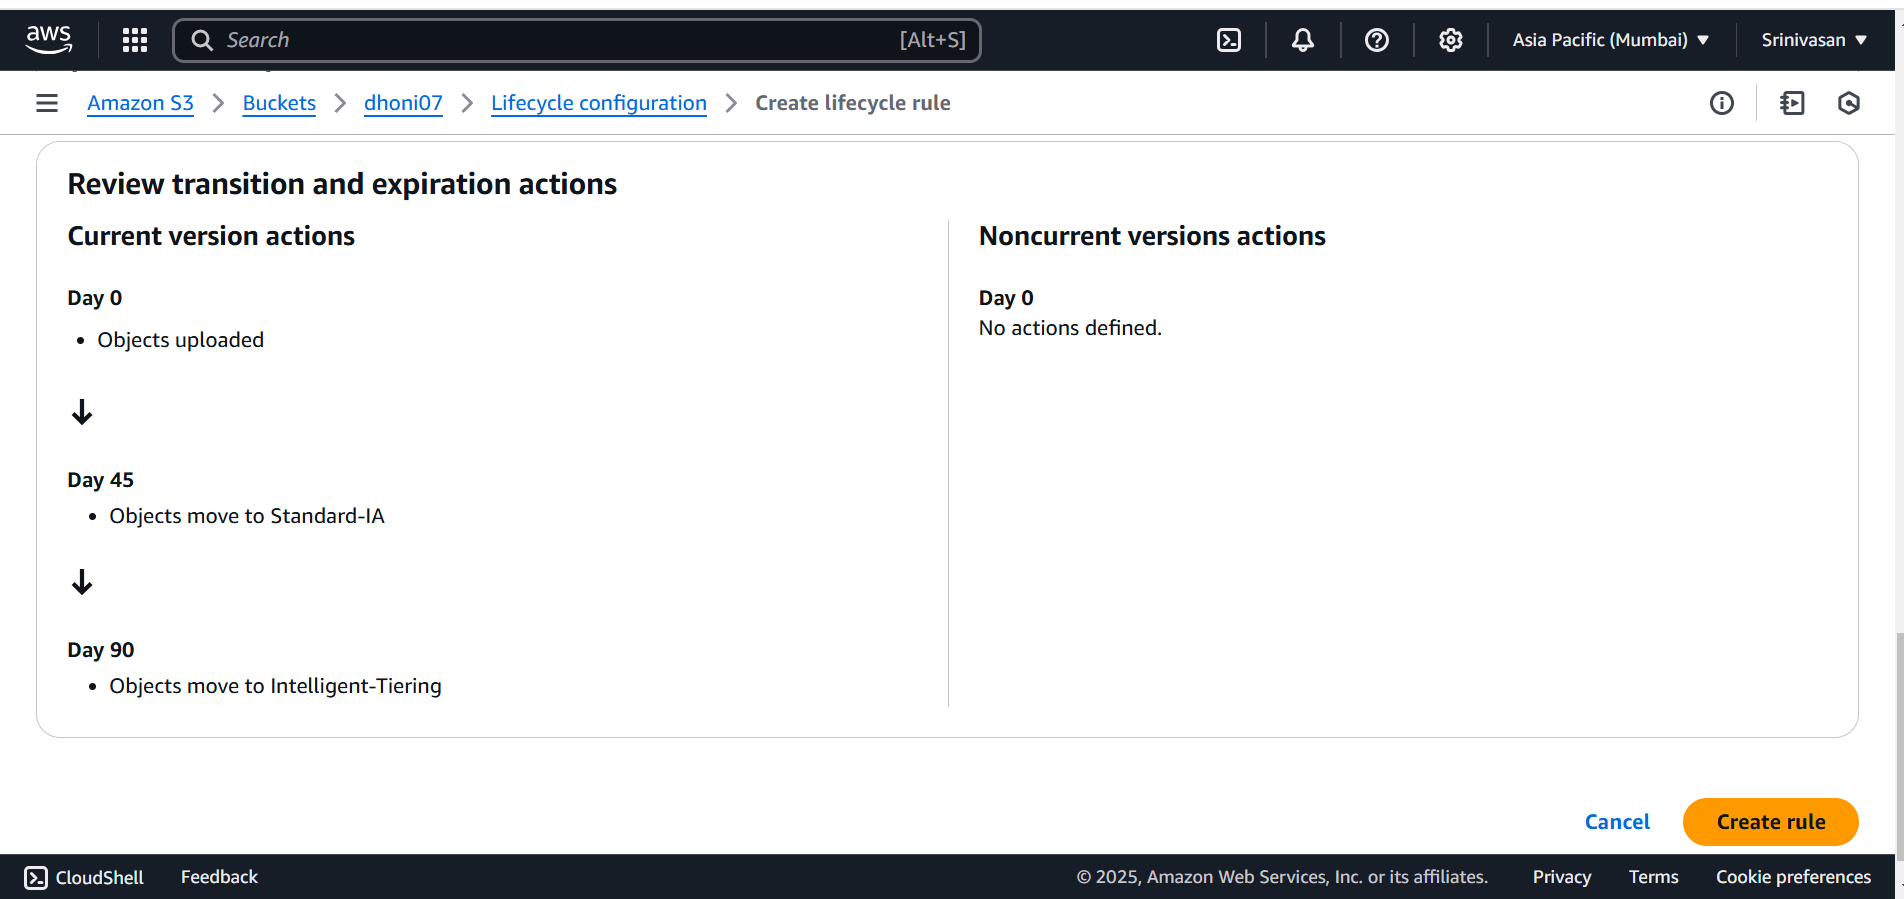 aws
Search [Alt+S]
Asia Pacific (Mumbai)
Srinivasan
Amazon S3 > Buckets > dhoni07 > Lifecycle configuration > Create lifecycle rule
Review transition and expiration actions
Current version actions
Day 0
• Objects uploaded
↓
Day 45
• Objects move to Standard-IA
↓
Day 90
• Objects move to Intelligent-Tiering
Noncurrent versions actions
Day 0
No actions defined.
Cancel
Create rule
CloudShell
Feedback
© 2025, Amazon Web Services, Inc. or its affiliates.
Privacy
Terms
Cookie preferences